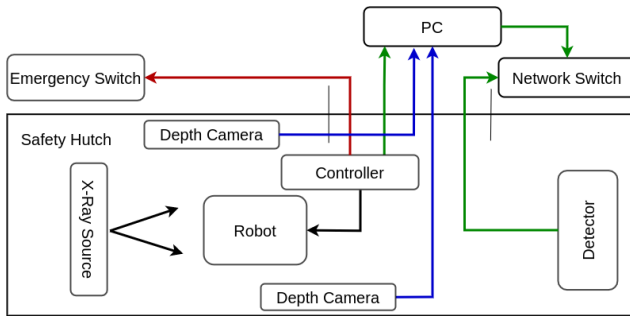 PC
Emergency Switch
Network Switch
Depth Camera
Safety Hutch
Controller
X-Ray Source
Robot
Detector
Depth Camera